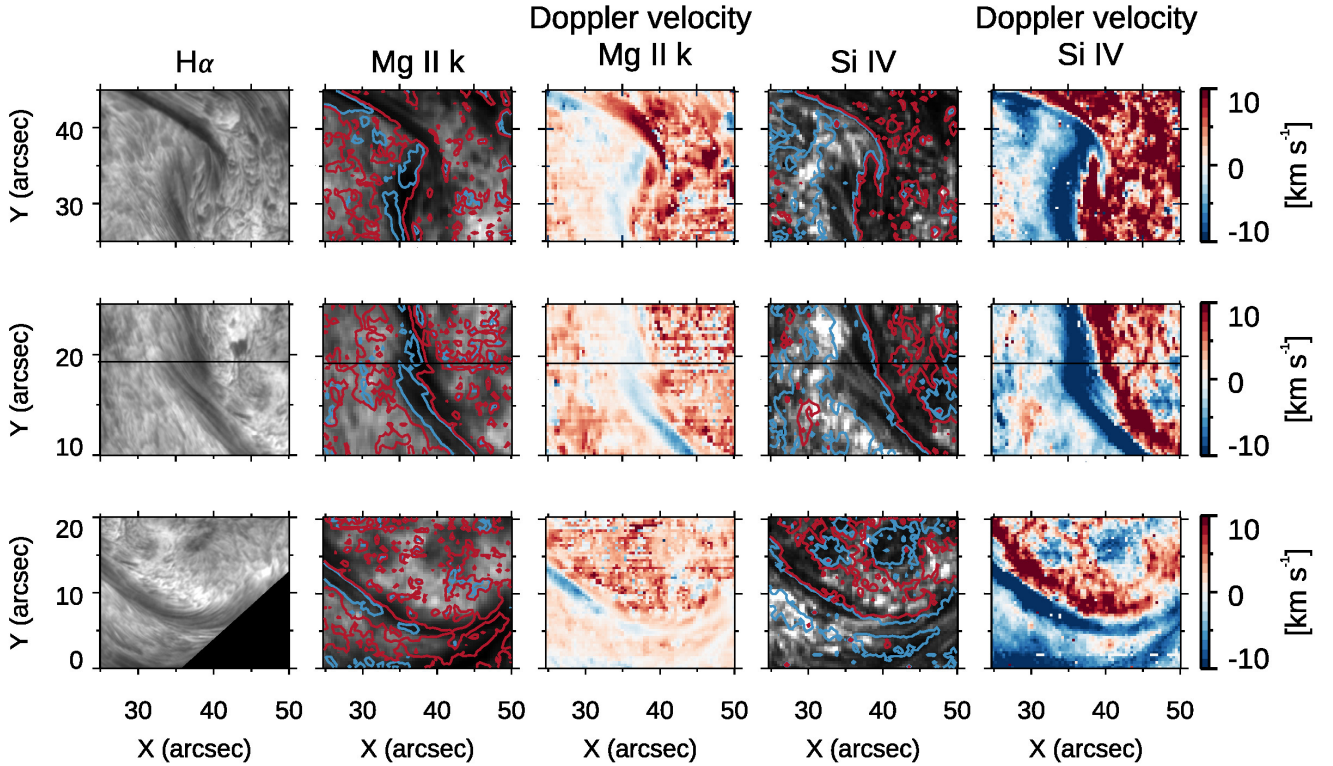 Doppler velocity Doppler velocity
Hα Mg II k Mg II k Si IV Si IV
Y (arcsec) 40 30 10 0 -10 [km s-1]
Y (arcsec) 20 10 10 0 -10 [km s-1]
Y (arcsec) 20 10 0 10 0 -10 [km s-1]
30 40 50 30 40 50 30 40 50 30 40 50 30 40 50
X (arcsec) X (arcsec) X (arcsec) X (arcsec) X (arcsec)